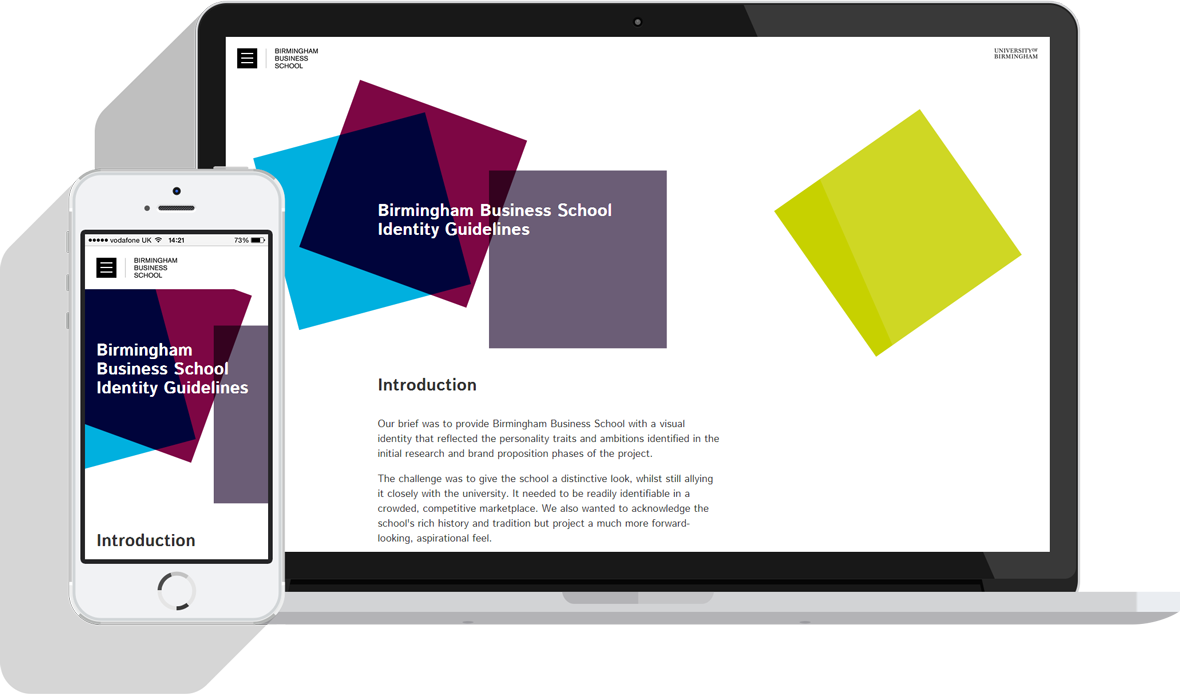 BIRMINGHAM
BUSINESS
SCHOOL
UNIVERSITY OF
BIRMINGHAM
Birmingham Business School
Identity Guidelines
Introduction
Our brief was to provide Birmingham Business School with a visual
identity that reflected the personality traits and ambitions identified in the
initial research and brand proposition phases of the project.
The challenge was to give the school a distinctive look, whilst still allying
it closely with the university. It needed to be readily identifiable in a
crowded, competitive marketplace. We also wanted to acknowledge the
school's rich history and tradition but project a much more forward-
looking, aspirational feel.
vodafone UK 14:21 73%
BIRMINGHAM
BUSINESS
SCHOOL
Birmingham
Business School
Identity Guidelines
Introduction